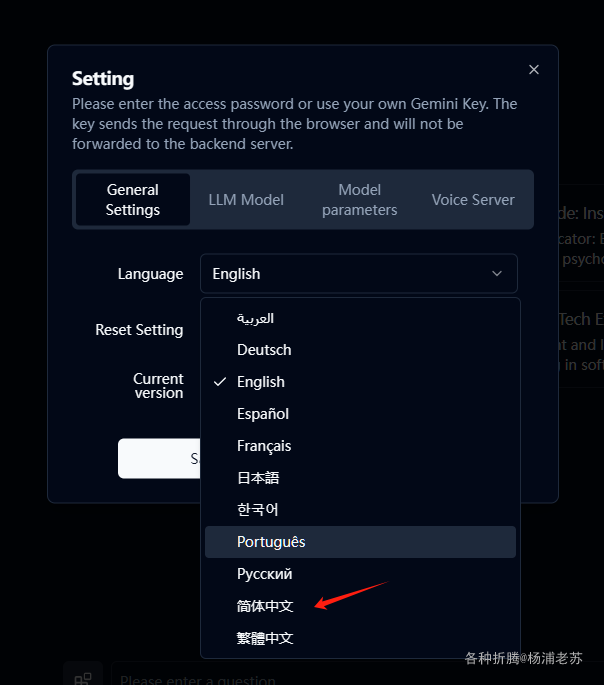 Setting
Please enter the access password or use your own Gemini Key. The
key sends the request through the browser and will not be
forwarded to the backend server.
General
Settings
LLM Model
Model
parameters
Voice Server
Language
English
Reset Setting
Current
version
العربية
Deutsch
English
Español
Français
日本語
한국어
Português
Русский
简体中文
繁體中文
de: Ins
cator: E
psycho
Tech E
nt and I
g in soft
Please enter a question
各种折腾@杨浦老苏